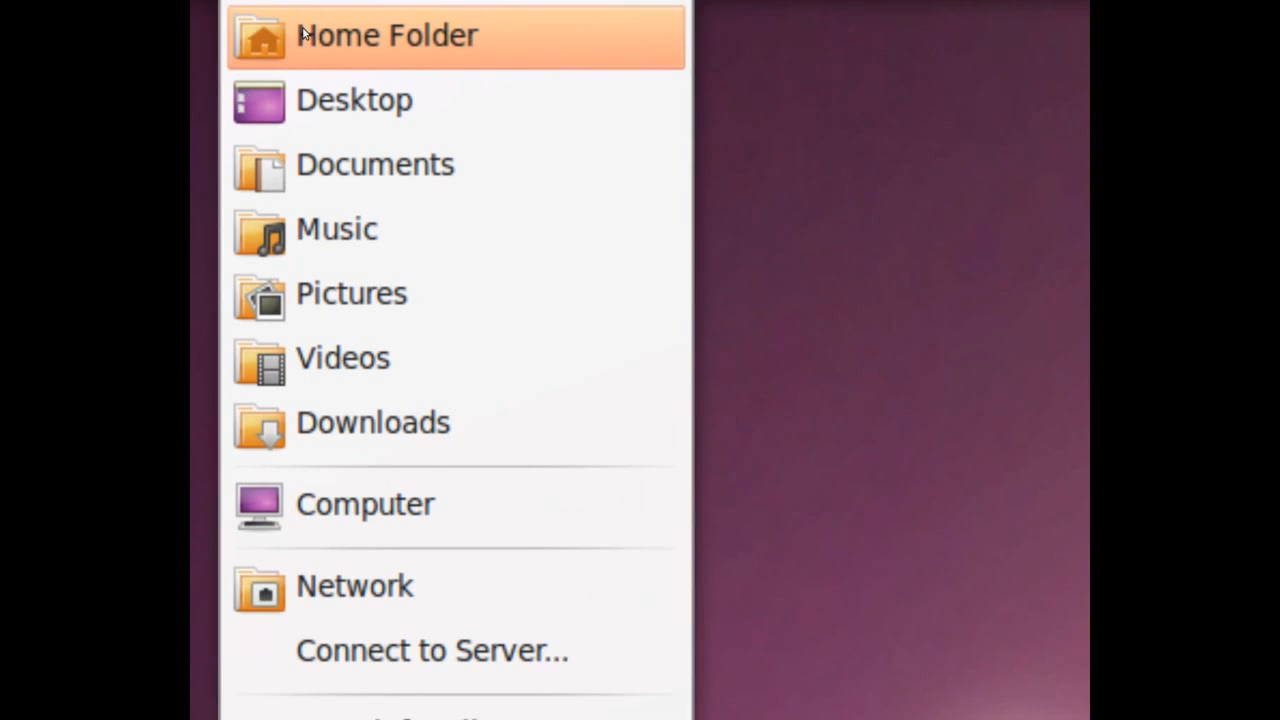 Home Folder
Desktop
Documents
Music
Pictures
Videos
Downloads
Computer
Network
Connect to Server...